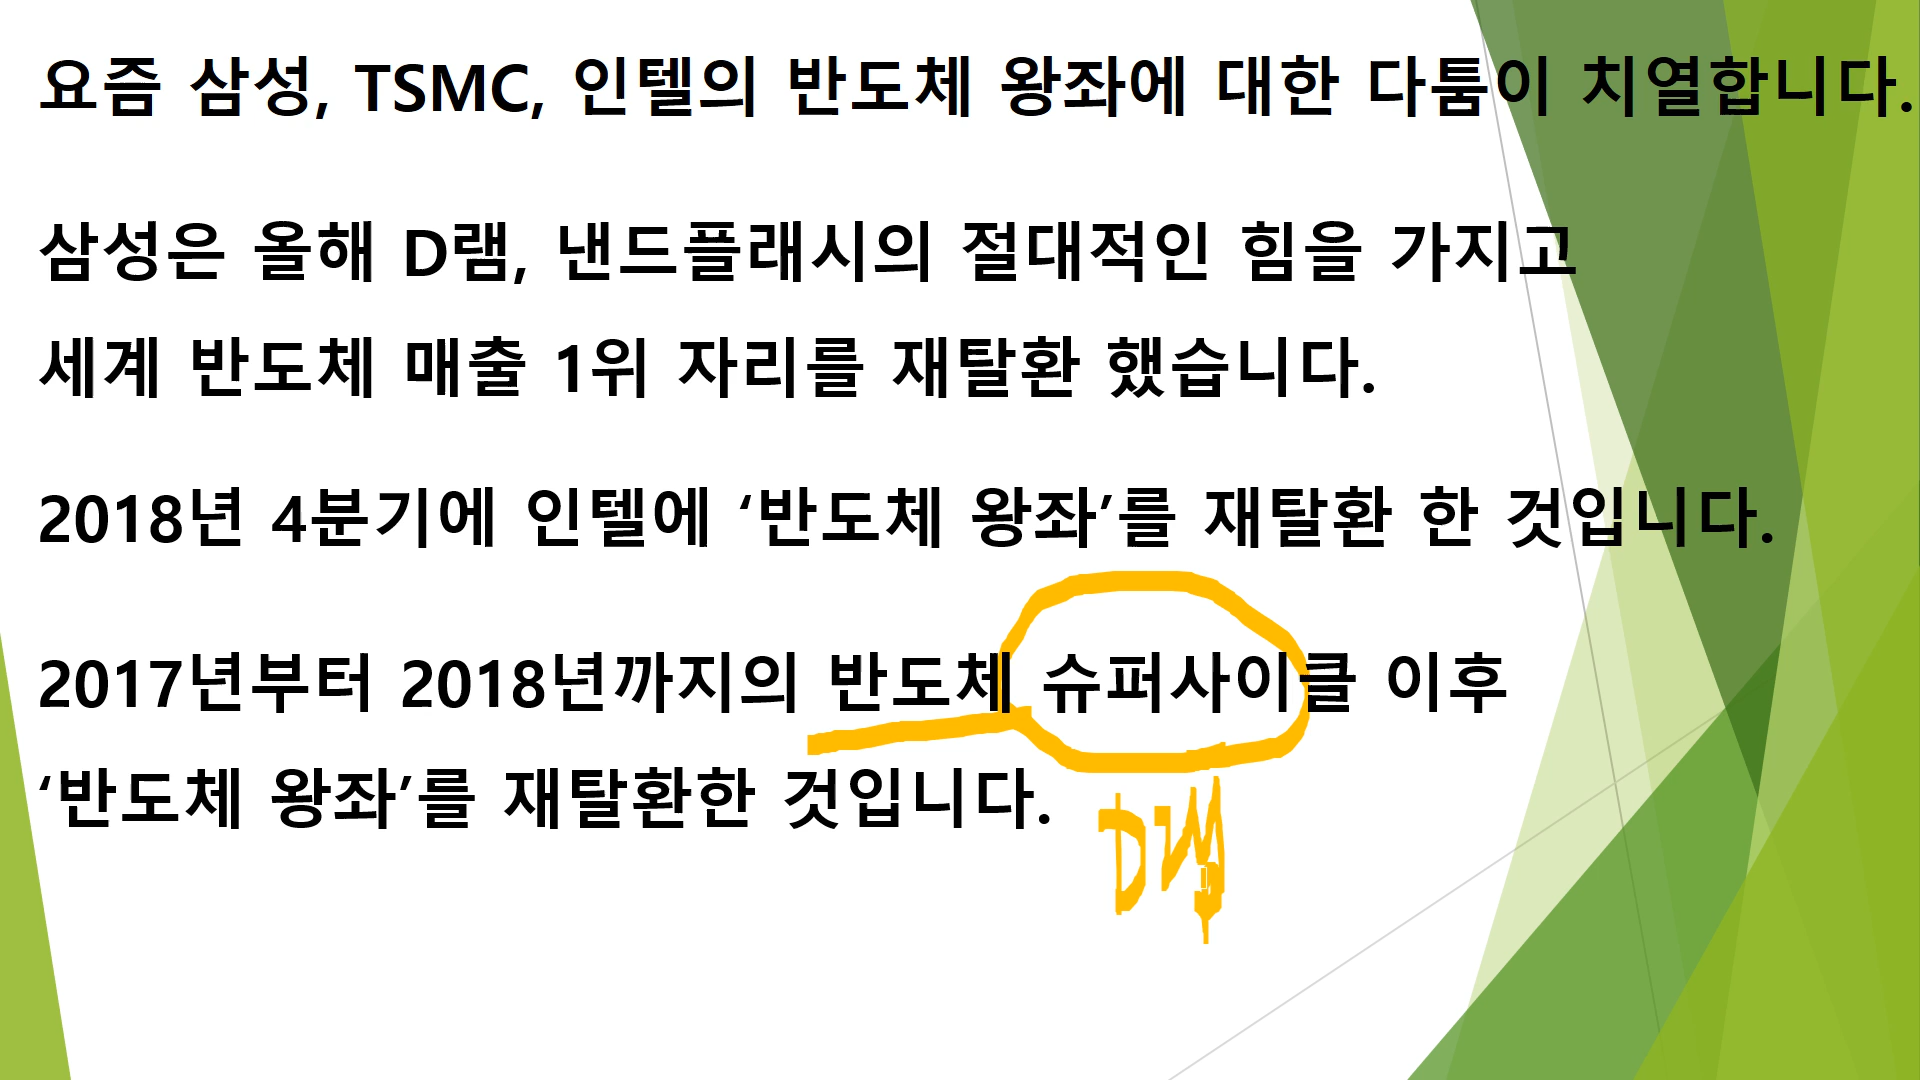 요즘 삼성, TSMC, 인텔의 반도체 왕좌에 대한 다툼이 치열합니다.
삼성은 올해 D램, 낸드플래시의 절대적인 힘을 가지고
세계 반도체 매출 1위 자리를 재탈환 했습니다.
2018년 4분기에 인텔에 ‘반도체 왕좌’를 재탈환 한 것입니다.
2017년부터 2018년까지의 반도체 슈퍼사이클 이후
‘반도체 왕좌’를 재탈환한 것입니다.